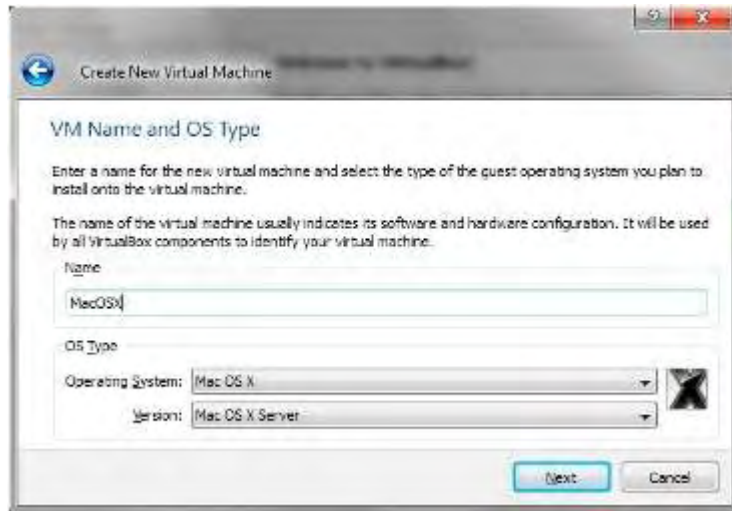 Create New Virtual Machine
VM Name and OS Type
Enter a name for the new virtual machine and select the type of the guest operating system you plan to
install onto the virtual machine.
The name of the virtual machine usually indicates its software and hardware configuration. It will be used
by all VirtualBox components to identify your virtual machine.
Name
MacOSX
OS Type
Operating System: Mac OS X
Version: Mac OS X Server
Next Cancel